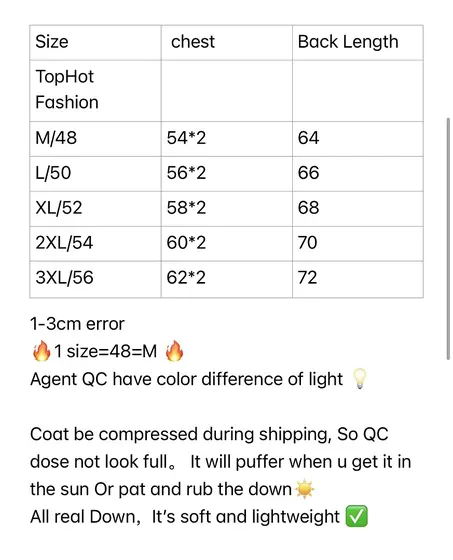 Size chest Back Length
TopHot
Fashion
M/48 54*2 64
L/50 56*2 66
XL/52 58*2 68
2XL/54 60*2 70
3XL/56 62*2 72
1-3cm error
🔥1 size=48=M 🔥
Agent QC have color difference of light 💡
Coat be compressed during shipping, So QC
dose not look full。 It will puffer when u get it in
the sun Or pat and rub the down☀️
All real Down，It’s soft and lightweight ✅